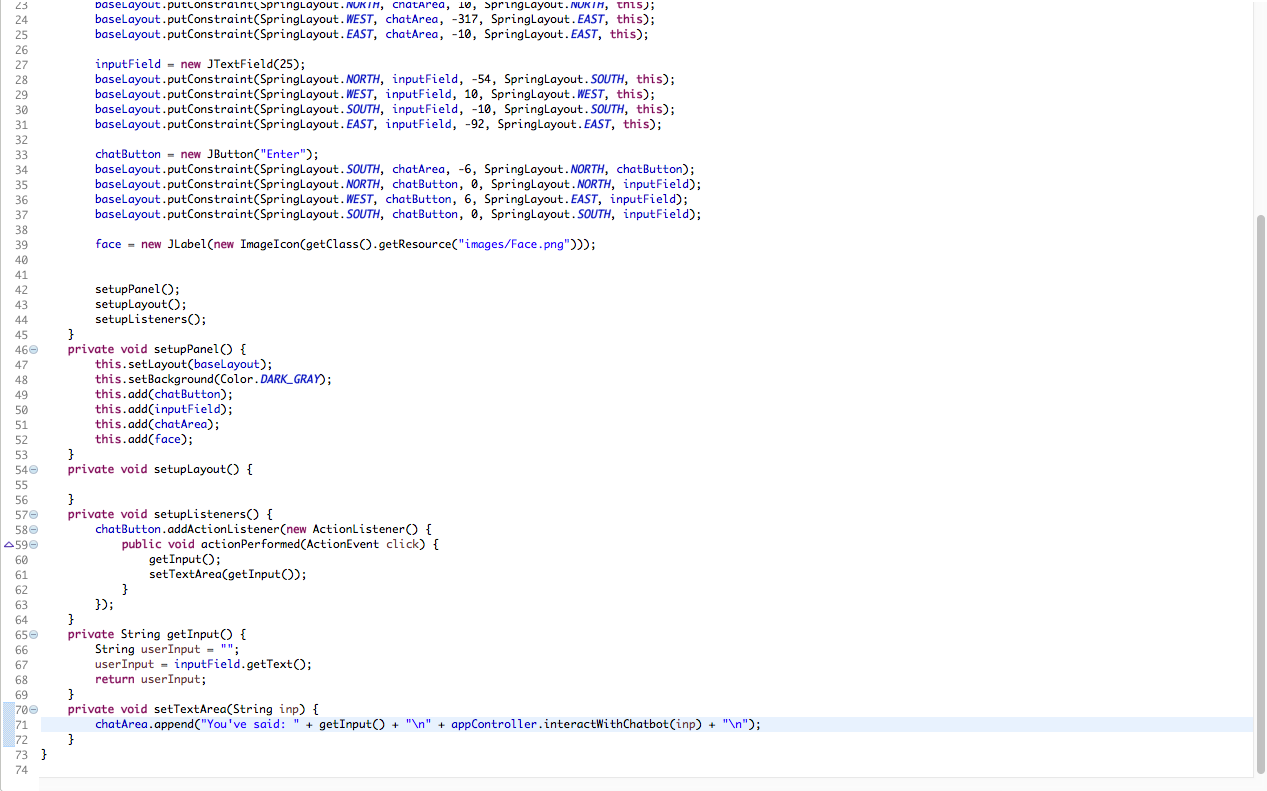 23 baseLayout.putConstraint(SpringLayout.NORTH, chatArea, 10, SpringLayout.NORTH, this);
24 baseLayout.putConstraint(SpringLayout.WEST, chatArea, -317, SpringLayout.EAST, this);
25 baseLayout.putConstraint(SpringLayout.EAST, chatArea, -10, SpringLayout.EAST, this);
26
27 inputField = new JTextField(25);
28 baseLayout.putConstraint(SpringLayout.NORTH, inputField, -54, SpringLayout.SOUTH, this);
29 baseLayout.putConstraint(SpringLayout.WEST, inputField, 10, SpringLayout.WEST, this);
30 baseLayout.putConstraint(SpringLayout.SOUTH, inputField, -10, SpringLayout.SOUTH, this);
31 baseLayout.putConstraint(SpringLayout.EAST, inputField, -92, SpringLayout.EAST, this);
32
33 chatButton = new JButton("Enter");
34 baseLayout.putConstraint(SpringLayout.SOUTH, chatArea, -6, SpringLayout.NORTH, chatButton);
35 baseLayout.putConstraint(SpringLayout.NORTH, chatButton, 0, SpringLayout.NORTH, inputField);
36 baseLayout.putConstraint(SpringLayout.WEST, chatButton, 6, SpringLayout.EAST, inputField);
37 baseLayout.putConstraint(SpringLayout.SOUTH, chatButton, 0, SpringLayout.SOUTH, inputField);
38
39 face = new JLabel(new ImageIcon(getClass().getResource("images/Face.png")));
40
41
42 setupPanel();
43 setupLayout();
44 setupListeners();
45 }
46 private void setupPanel() {
47 this.setLayout(baseLayout);
48 this.setBackground(Color.DARK_GRAY);
49 this.add(chatButton);
50 this.add(inputField);
51 this.add(chatArea);
52 this.add(face);
53 }
54 private void setupLayout() {
55
56 }
57 private void setupListeners() {
58 chatButton.addActionListener(new ActionListener() {
59 public void actionPerformed(ActionEvent click) {
60 getInput();
61 setTextArea(getInput());
62 }
63 });
64 }
65 private String getInput() {
66 String userInput = "";
67 userInput = inputField.getText();
68 return userInput;
69 }
70 private void setTextArea(String inp) {
71 chatArea.append("You've said: " + getInput() + "\n" + appController.interactWithChatbot(inp) + "\n");
72 }
73 }
74